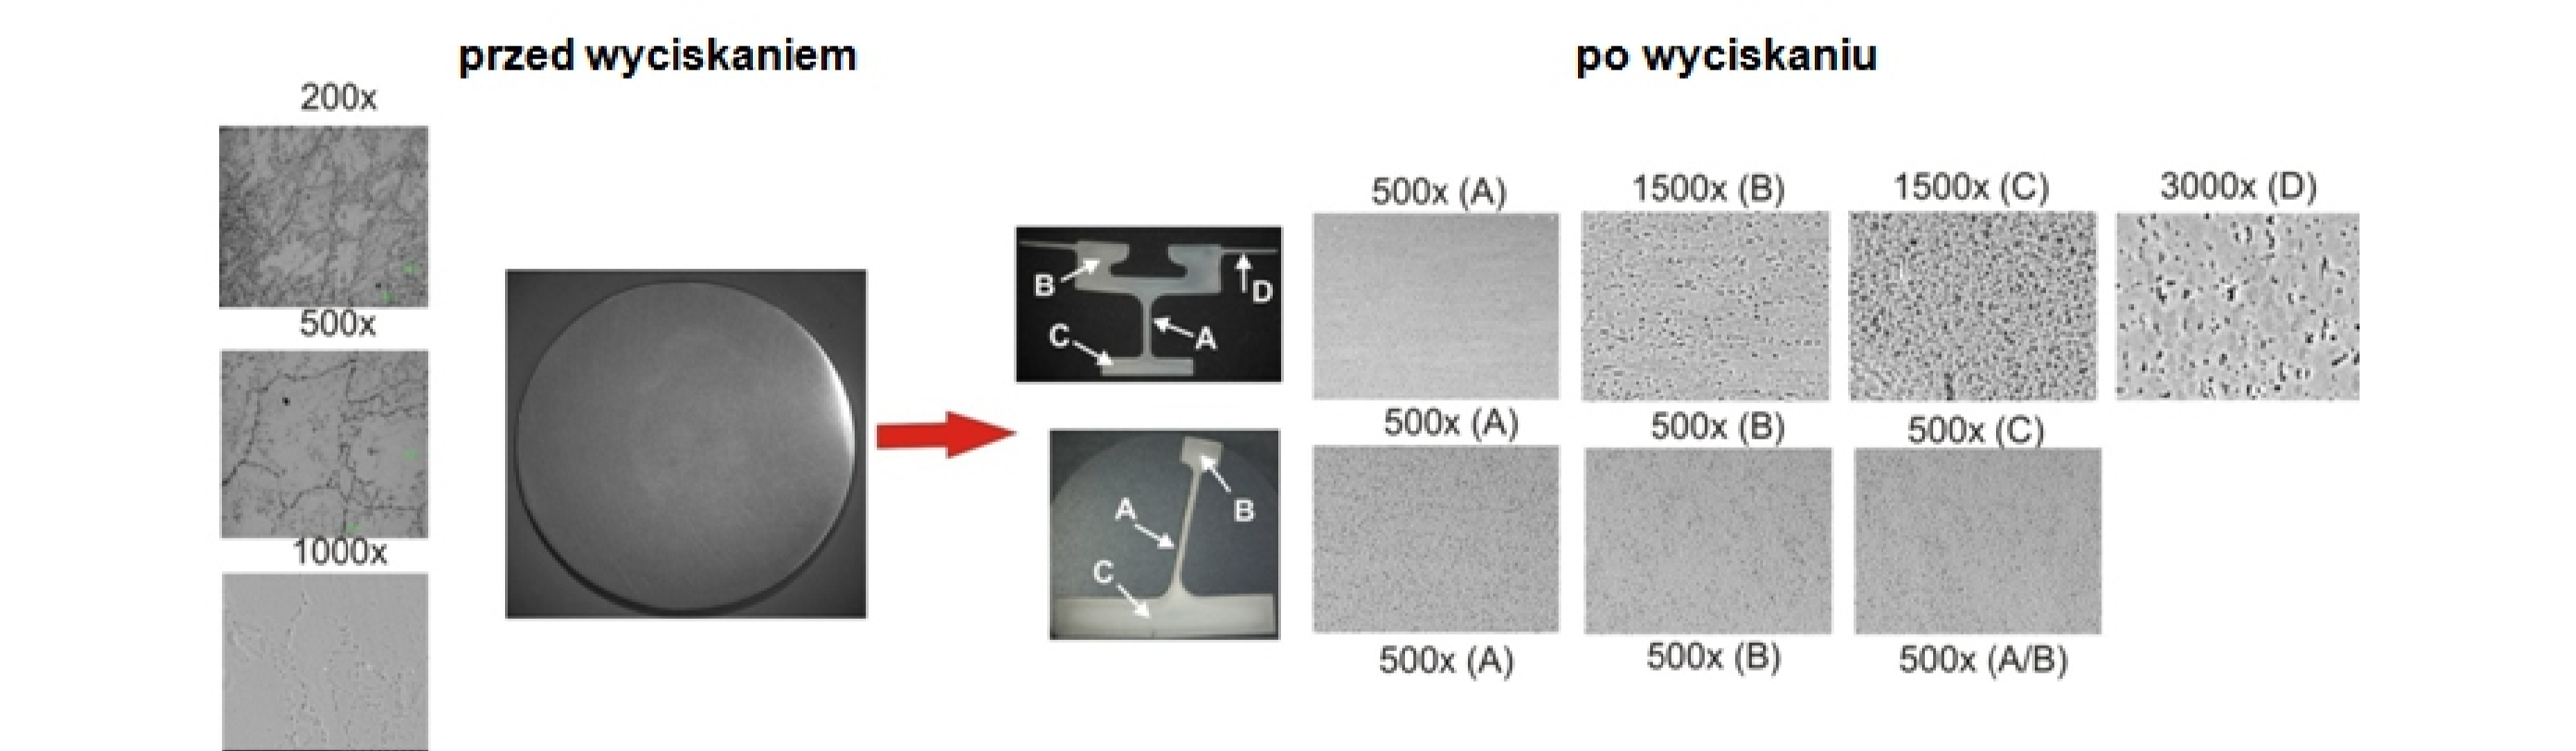 przed wyciskaniem
po wyciskaniu
200x
500x
1000x
B
D
C
A
A
B
C
500x (A)
1500x (B)
1500x (C)
3000x (D)
500x (A)
500x (B)
500x (C)
500x (A)
500x (B)
500x (A/B)